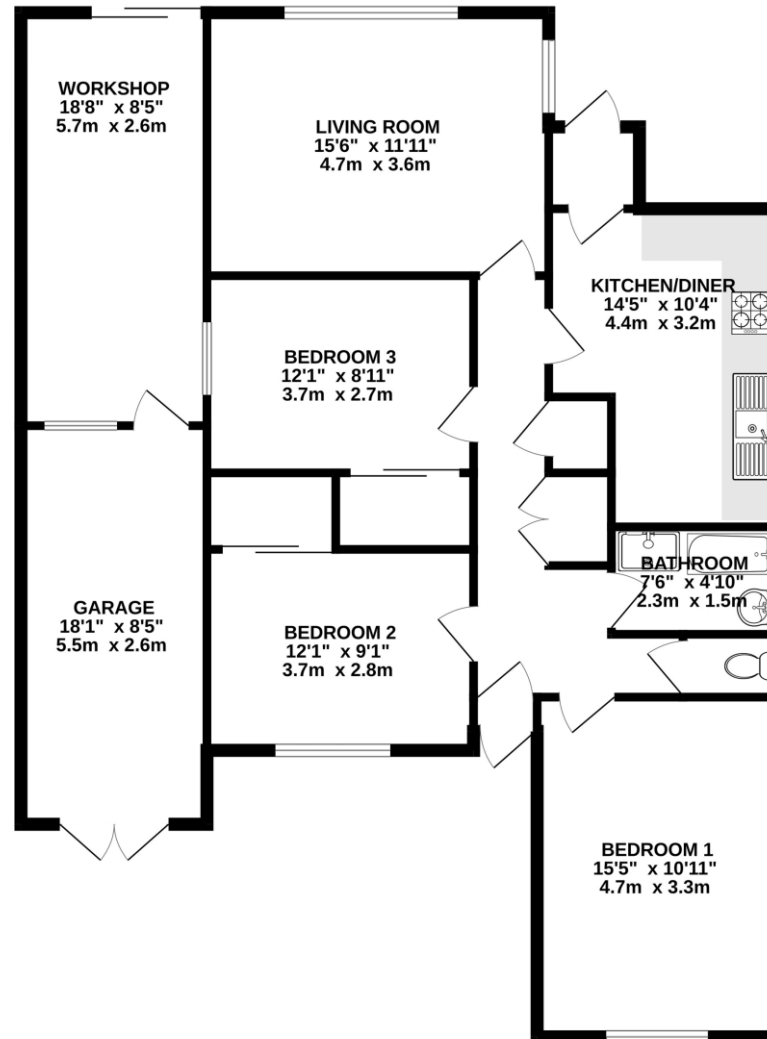 WORKSHOP
18'8" x 8'5"
5.7m x 2.6m
LIVING ROOM
15'6" x 11'11"
4.7m x 3.6m
KITCHEN/DINER
14'5" x 10'4"
4.4m x 3.2m
BEDROOM 3
12'1" x 8'11"
3.7m x 2.7m
BATHROOM
7'6" x 4'10"
2.3m x 1.5m
GARAGE
18'1" x 8'5"
5.5m x 2.6m
BEDROOM 2
12'1" x 9'1"
3.7m x 2.8m
BEDROOM 1
15'5" x 10'11"
4.7m x 3.3m